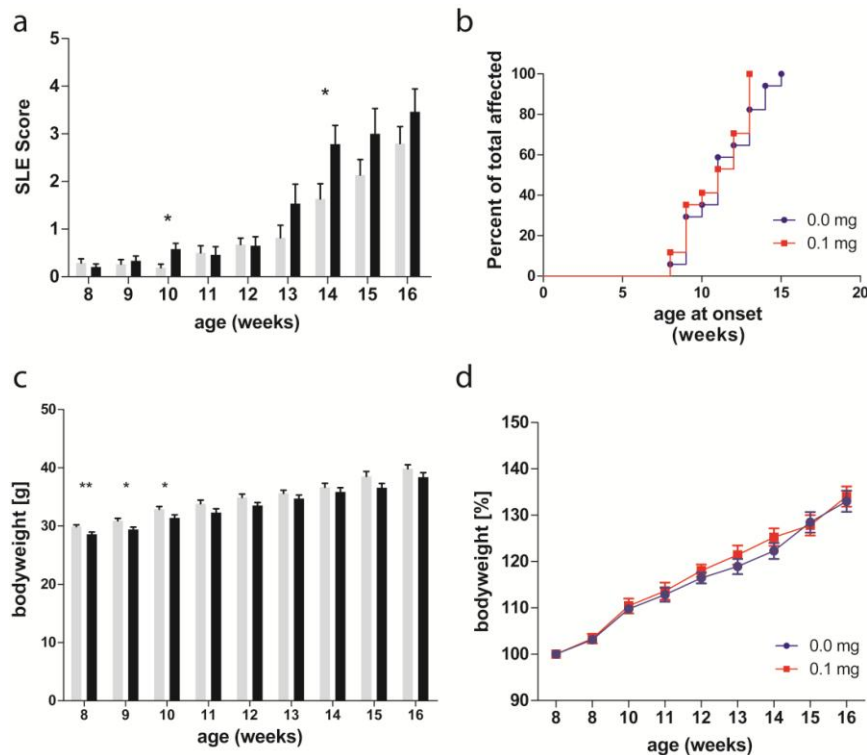 a
SLE Score
5
4
3
2
1
0
*
*
8 9 10 11 12 13 14 15 16
age (weeks)
b
Percent of total affected
100
80
60
40
20
0
0 5 10 15 20
age at onset
(weeks)
0.0 mg
0.1 mg
c
bodyweight [g]
50
40
30
20
10
0
** * *
8 9 10 11 12 13 14 15 16
age (weeks)
d
bodyweight [%]
150
140
130
120
110
100
90
8 8 10 11 12 13 14 15 16
age (weeks)
0.0 mg
0.1 mg